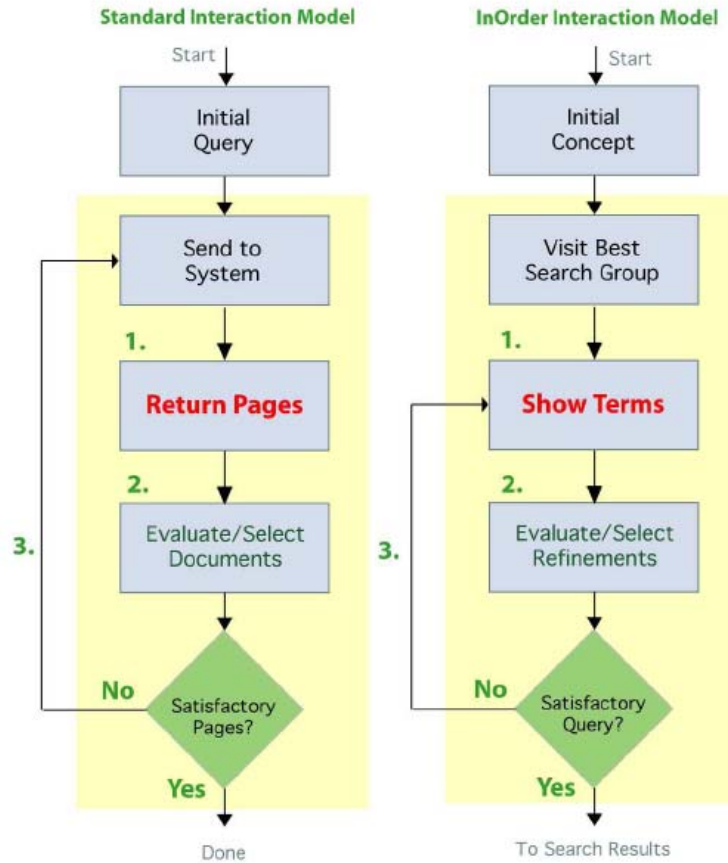 Standard Interaction Model
Start
Initial
Query
Send to
System
1.
Return Pages
2.
Evaluate/Select
Documents
3.
No
Satisfactory
Pages?
Yes
Done
InOrder Interaction Model
Start
Initial
Concept
Visit Best
Search Group
1.
Show Terms
2.
Evaluate/Select
Refinements
3.
No
Satisfactory
Query?
Yes
To Search Results